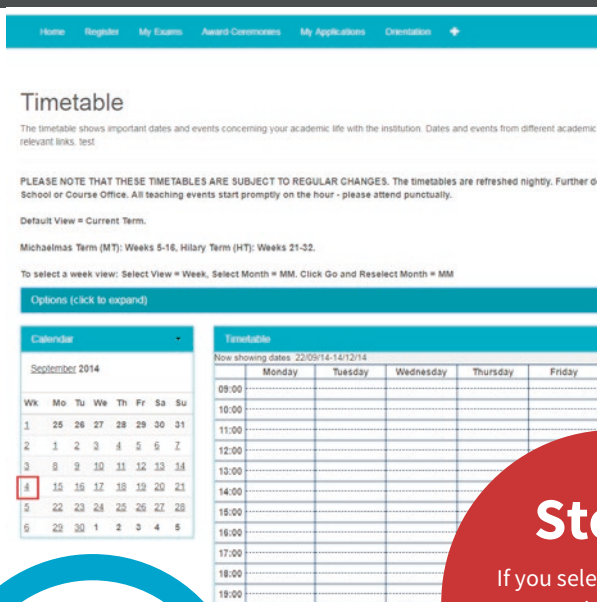 Home Register My Exams Award Ceremonies My Applications Orientation
Timetable
The timetable shows important dates and events concerning your academic life with the institution. Dates and events from different academic
relevant links. test
PLEASE NOTE THAT THESE TIMETABLES ARE SUBJECT TO REGULAR CHANGES. The timetables are refreshed nightly. Further
School or Course Office. All teaching events start promptly on the hour - please attend punctually.
Default View = Current Term.
Michaelmas Term (MT): Weeks 5-16, Hilary Term (HT): Weeks 21-32.
To select a week view: Select View = Week, Select Month = MM. Click Go and Reselect Month = MM
Options (click to expand)
Calendar
September 2014
Wk Mo Tu We Th Fr Sa Su
1 25 26 27 28 29 30 31
2 1 2 3 4 5 6 7
3 8 9 10 11 12 13 14
4 15 16 17 18 19 20 21
5 22 23 24 25 26 27 28
6 29 30 1 2 3 4 5
Timetable
Now showing dates 22/09/14-14/12/14
Monday Tuesday Wednesday Thursday Friday
09:00
10:00
11:00
12:00
13:00
14:00
15:00
16:00
17:00
18:00
19:00
If you